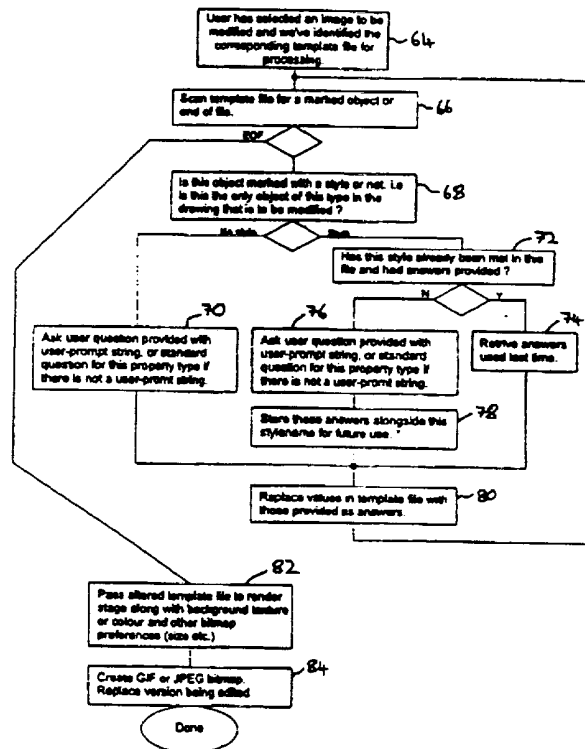 User has selected an image to be
modified and we've identified the
corresponding template file for
processing.
64
Scan template file for a marked object or
end of file.
66
EOF
Is this object marked with a style or not. i.e
is this the only object of this type in the
drawing that is to be modified ?
68
No style
Style
72
Has this style already been met in this
file and had answers provided ?
N
Y
70
Ask user question provided with
user-prompt string, or standard
question for this property type if
there is not a user-promt string.
76
Ask user question provided with
user-prompt string, or standard
question for this property type if
there is not a user-promt string.
74
Retrive answers
used last time.
Store these answers alongside this
stylename for future use.
78
Replace values in template file with
those provided as answers.
80
82
Pass altered template file to render
stage along with background texture
or colour and other bitmap
preferences (size etc.)
84
Create GIF or JPEG bitmap.
Replace version being edited
Done